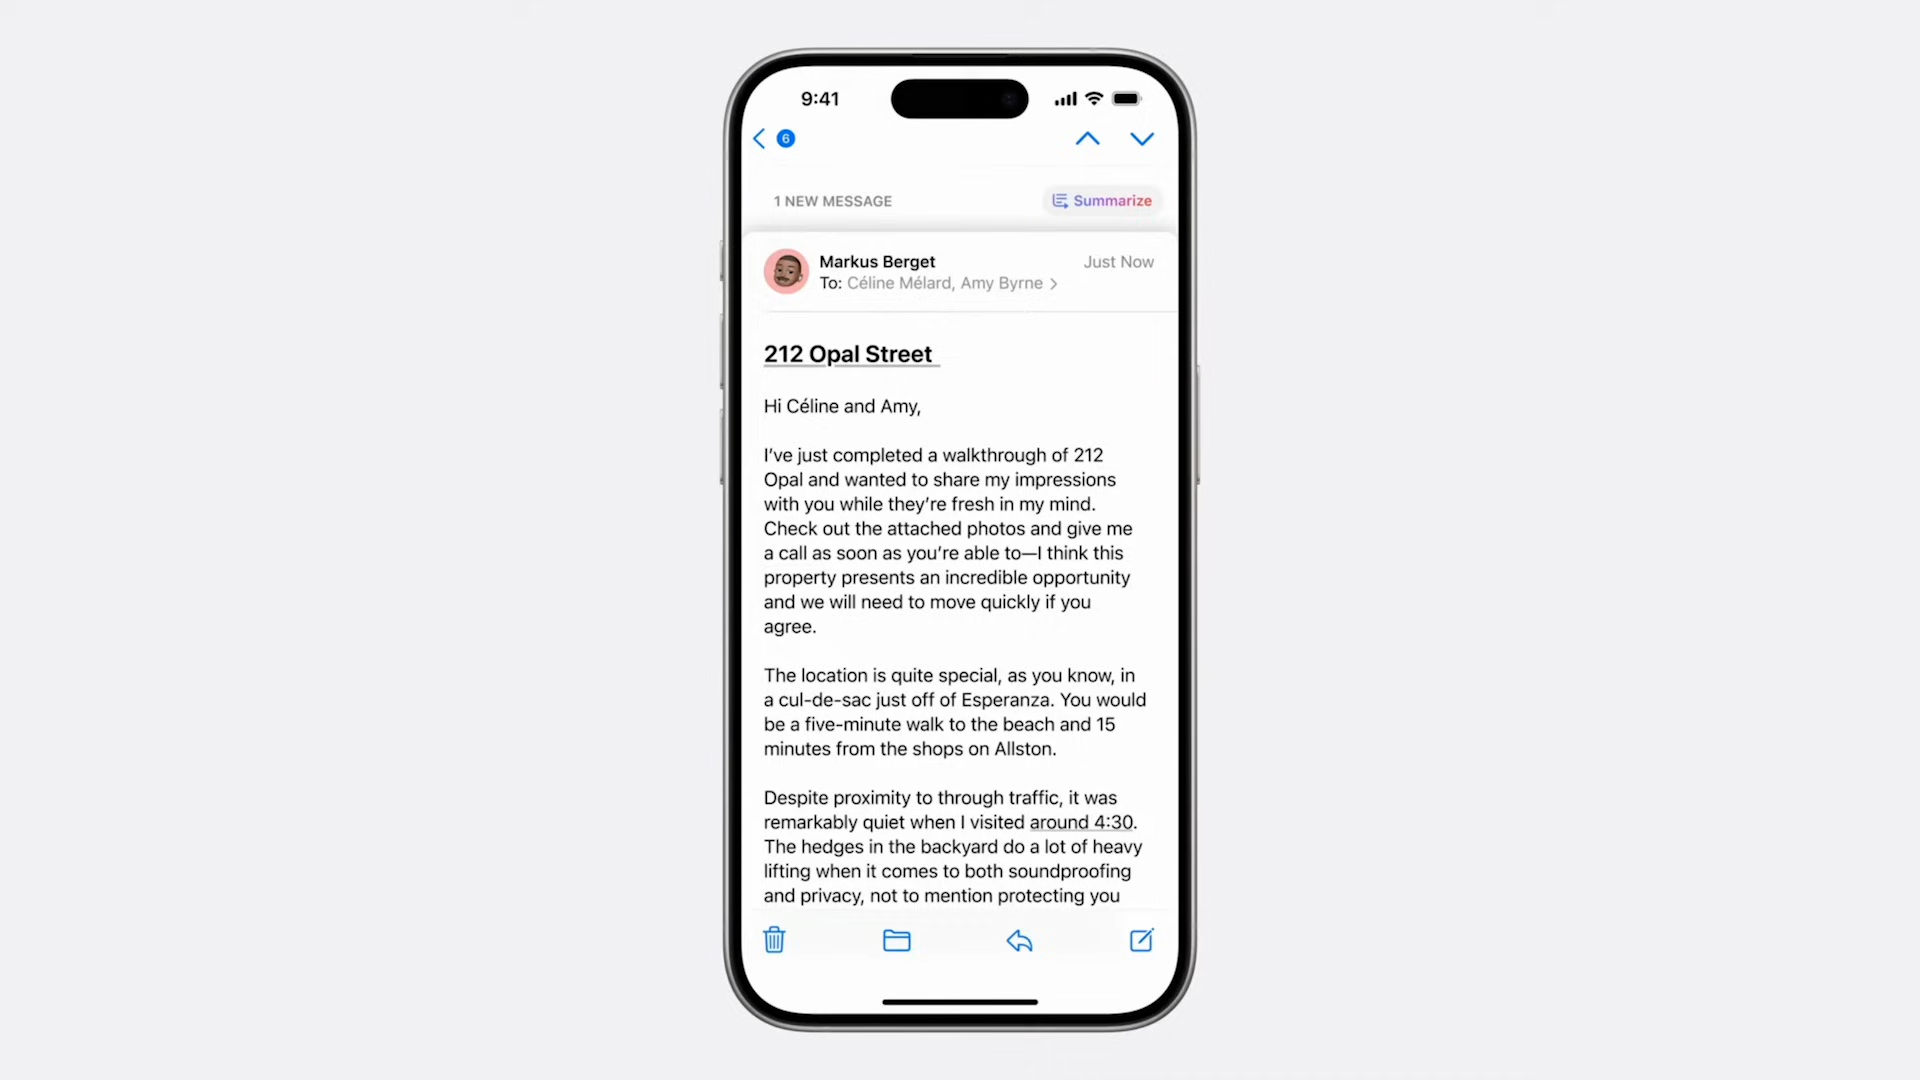 9:41
6
1 NEW MESSAGE
Summarize
Markus Berget
Just Now
To: Céline Mélard, Amy Byrne
212 Opal Street
Hi Céline and Amy,
I’ve just completed a walkthrough of 212
Opal and wanted to share my impressions
with you while they’re fresh in my mind.
Check out the attached photos and give me
a call as soon as you’re able to—I think this
property presents an incredible opportunity
and we will need to move quickly if you
agree.
The location is quite special, as you know, in
a cul-de-sac just off of Esperanza. You would
be a five-minute walk to the beach and 15
minutes from the shops on Allston.
Despite proximity to through traffic, it was
remarkably quiet when I visited around 4:30.
The hedges in the backyard do a lot of heavy
lifting when it comes to both soundproofing
and privacy, not to mention protecting you